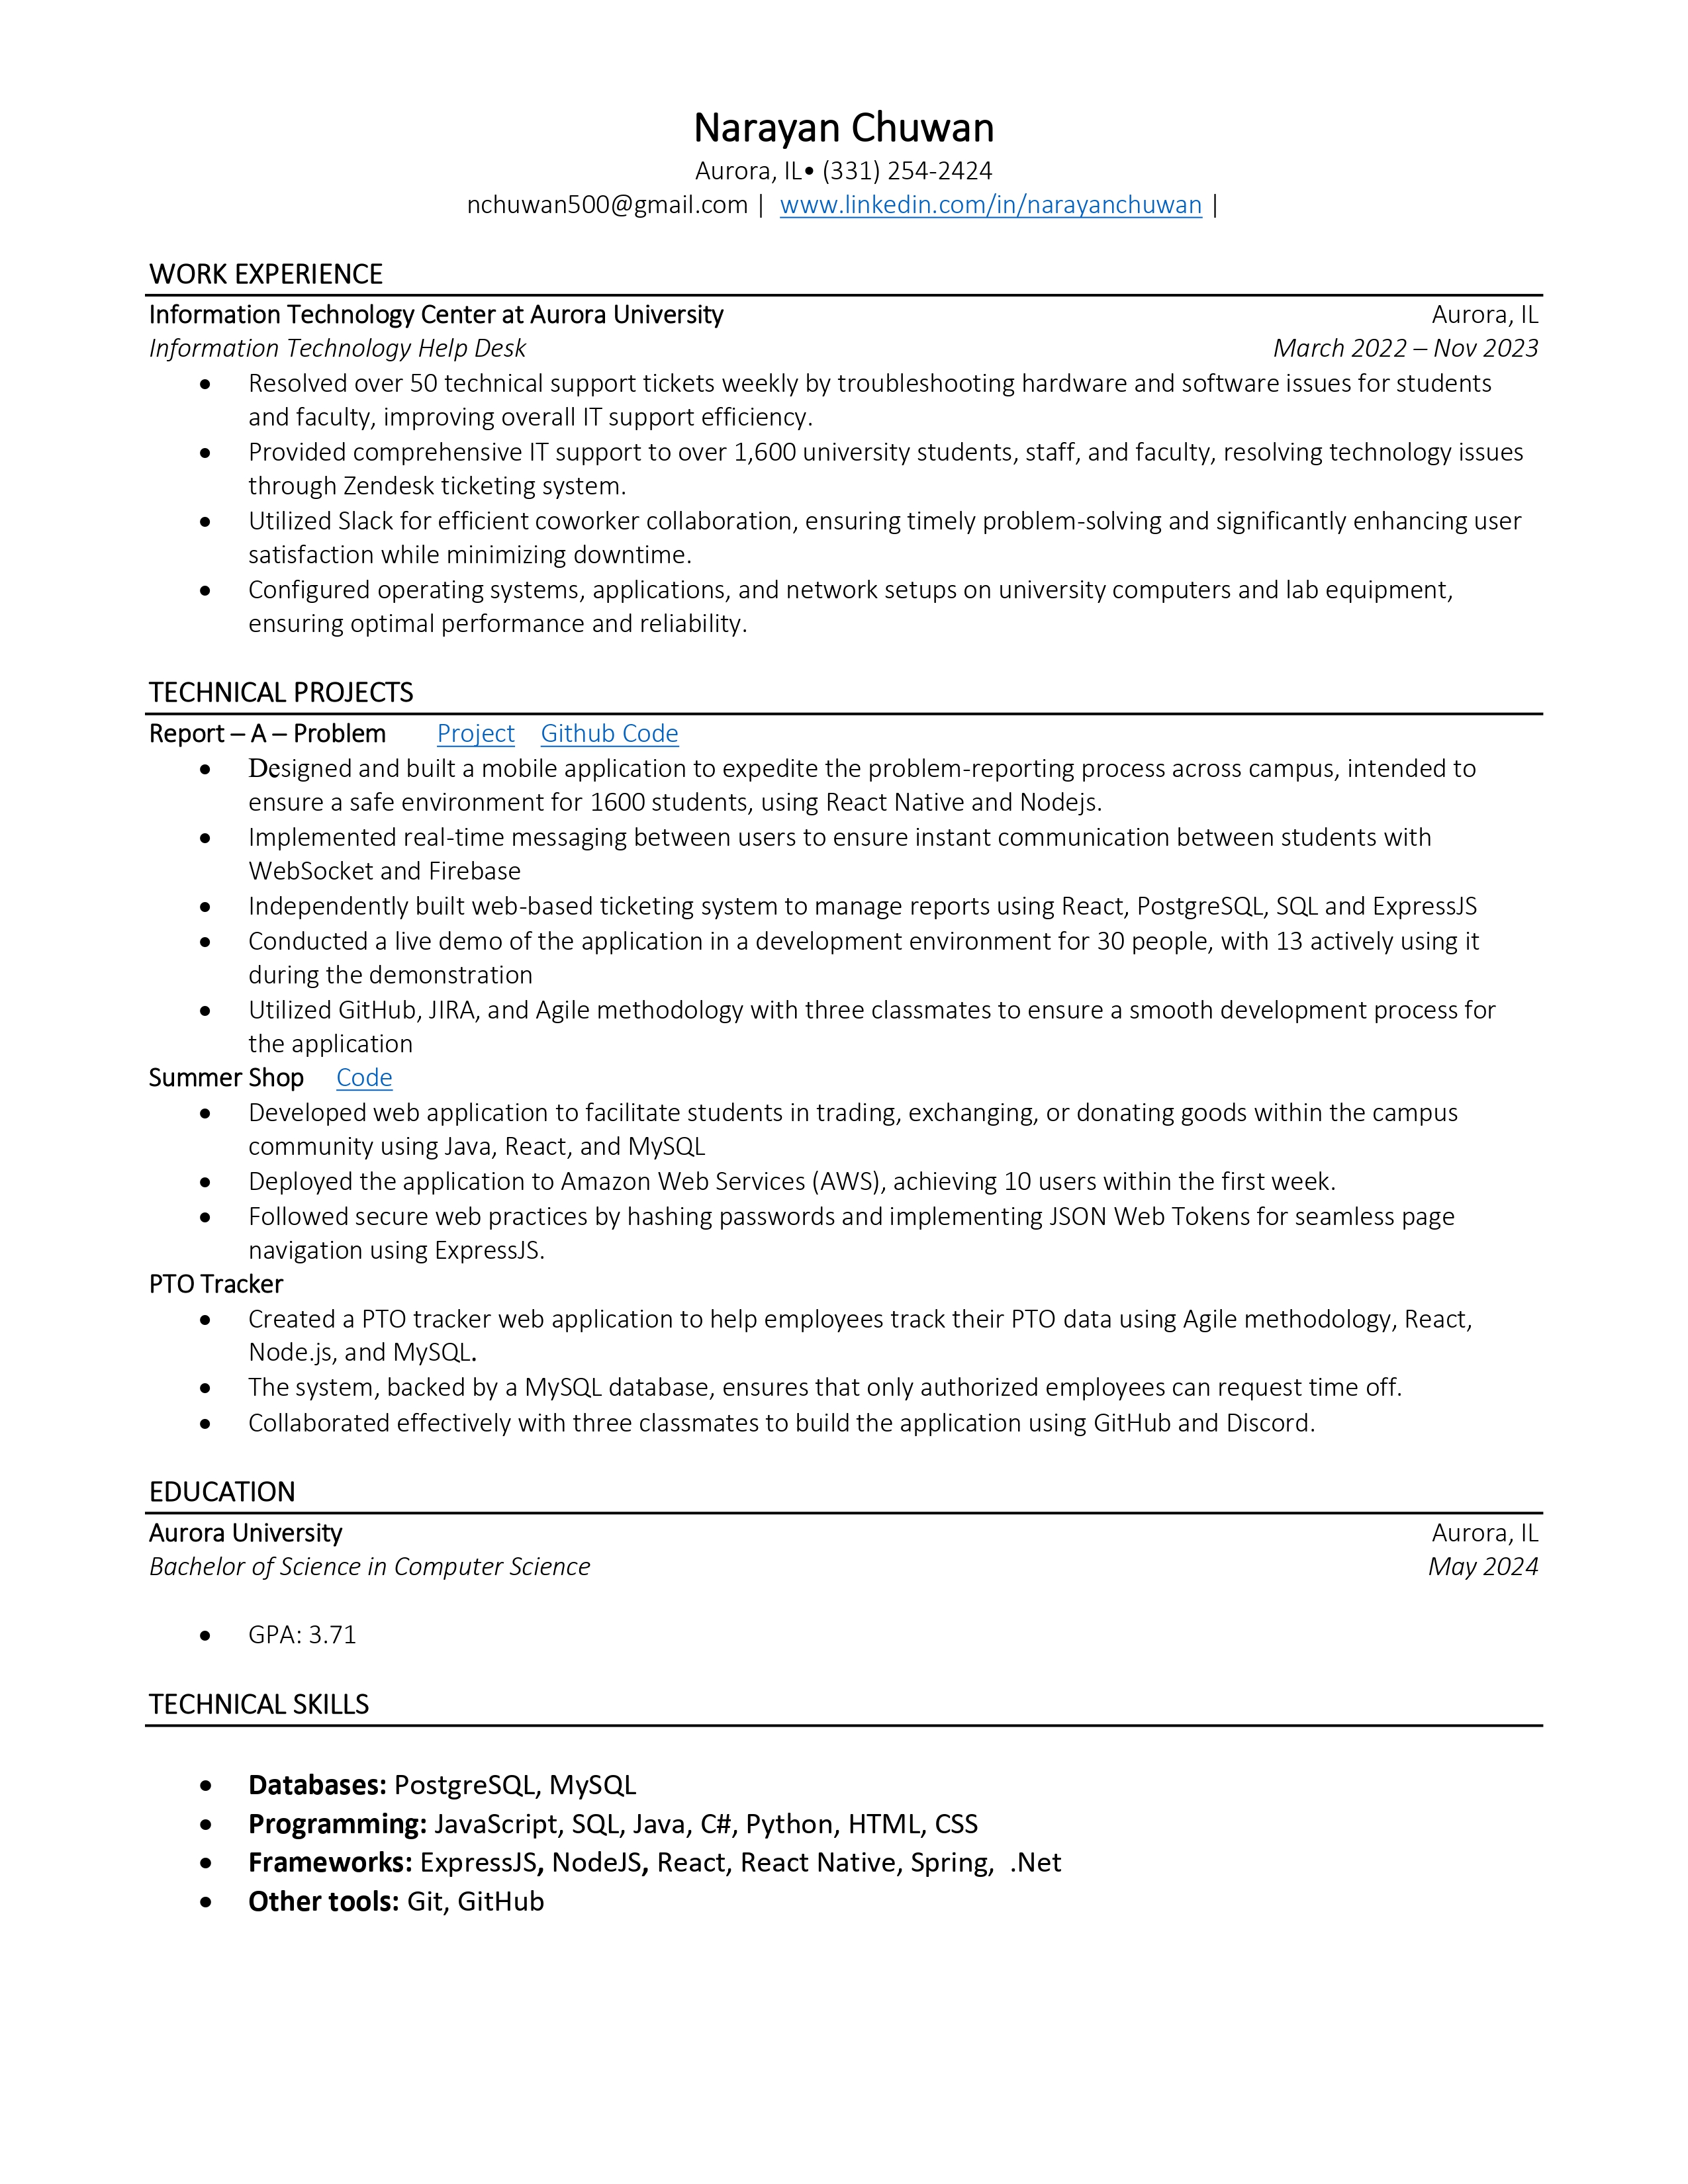 Narayan Chuwan
Aurora, IL• (331) 254-2424
nchuwan500@gmail.com | www.linkedin.com/in/narayanchuwan |
WORK EXPERIENCE
Information Technology Center at Aurora University Aurora, IL
Information Technology Help Desk March 2022 – Nov 2023
• Resolved over 50 technical support tickets weekly by troubleshooting hardware and software issues for students
and faculty, improving overall IT support efficiency.
• Provided comprehensive IT support to over 1,600 university students, staff, and faculty, resolving technology issues
through Zendesk ticketing system.
• Utilized Slack for efficient coworker collaboration, ensuring timely problem-solving and significantly enhancing user
satisfaction while minimizing downtime.
• Configured operating systems, applications, and network setups on university computers and lab equipment,
ensuring optimal performance and reliability.
TECHNICAL PROJECTS
Report – A – Problem Project Github Code
• Designed and built a mobile application to expedite the problem-reporting process across campus, intended to
ensure a safe environment for 1600 students, using React Native and Nodejs.
• Implemented real-time messaging between users to ensure instant communication between students with
WebSocket and Firebase
• Independently built web-based ticketing system to manage reports using React, PostgreSQL, SQL and ExpressJS
• Conducted a live demo of the application in a development environment for 30 people, with 13 actively using it
during the demonstration
• Utilized GitHub, JIRA, and Agile methodology with three classmates to ensure a smooth development process for
the application
Summer Shop Code
• Developed web application to facilitate students in trading, exchanging, or donating goods within the campus
community using Java, React, and MySQL
• Deployed the application to Amazon Web Services (AWS), achieving 10 users within the first week.
• Followed secure web practices by hashing passwords and implementing JSON Web Tokens for seamless page
navigation using ExpressJS.
PTO Tracker
• Created a PTO tracker web application to help employees track their PTO data using Agile methodology, React,
Node.js, and MySQL.
• The system, backed by a MySQL database, ensures that only authorized employees can request time off.
• Collaborated effectively with three classmates to build the application using GitHub and Discord.
EDUCATION
Aurora University Aurora, IL
Bachelor of Science in Computer Science May 2024
• GPA: 3.71
TECHNICAL SKILLS
• Databases: PostgreSQL, MySQL
• Programming: JavaScript, SQL, Java, C#, Python, HTML, CSS
• Frameworks: ExpressJS, NodeJS, React, React Native, Spring, .Net
• Other tools: Git, GitHub